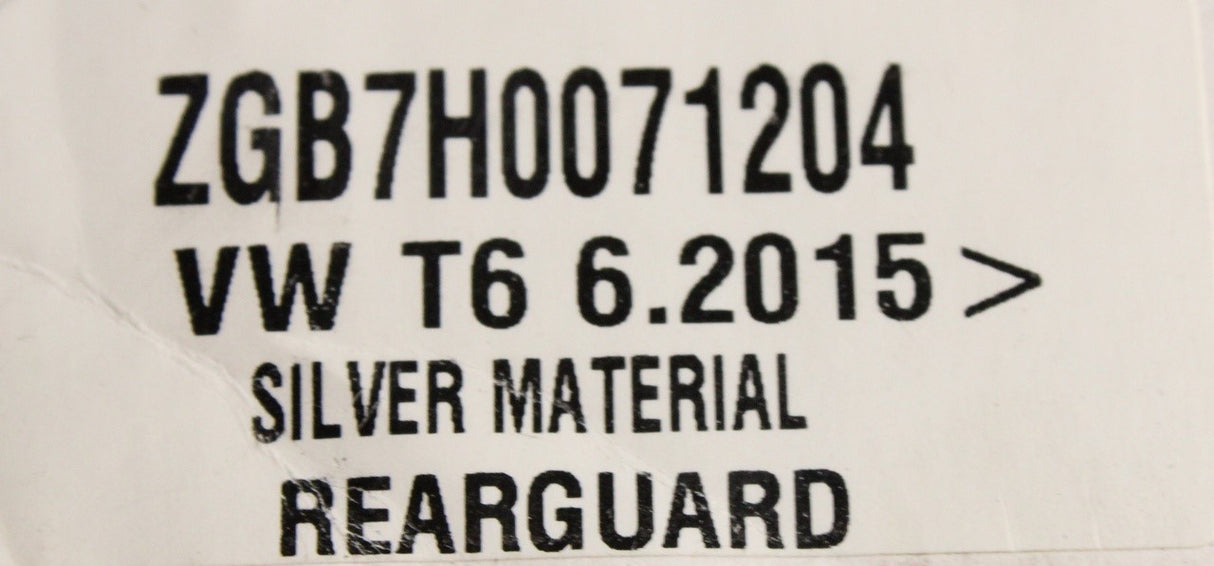 ZGB7H0071204
VW T6 6.2015>
SILVER MATERIAL
REARGUARD